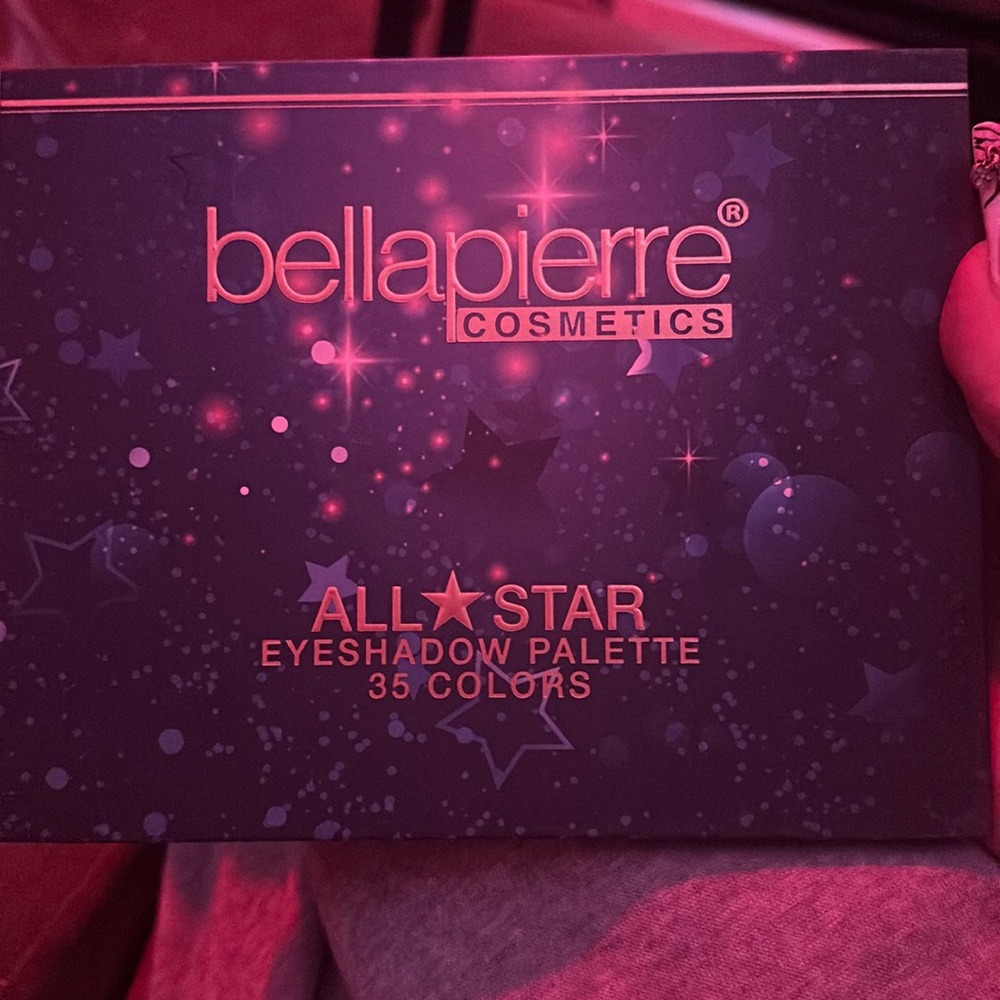 bellapierre®
COSMETICS
ALL★STAR
EYESHADOW PALETTE
35 COLORS